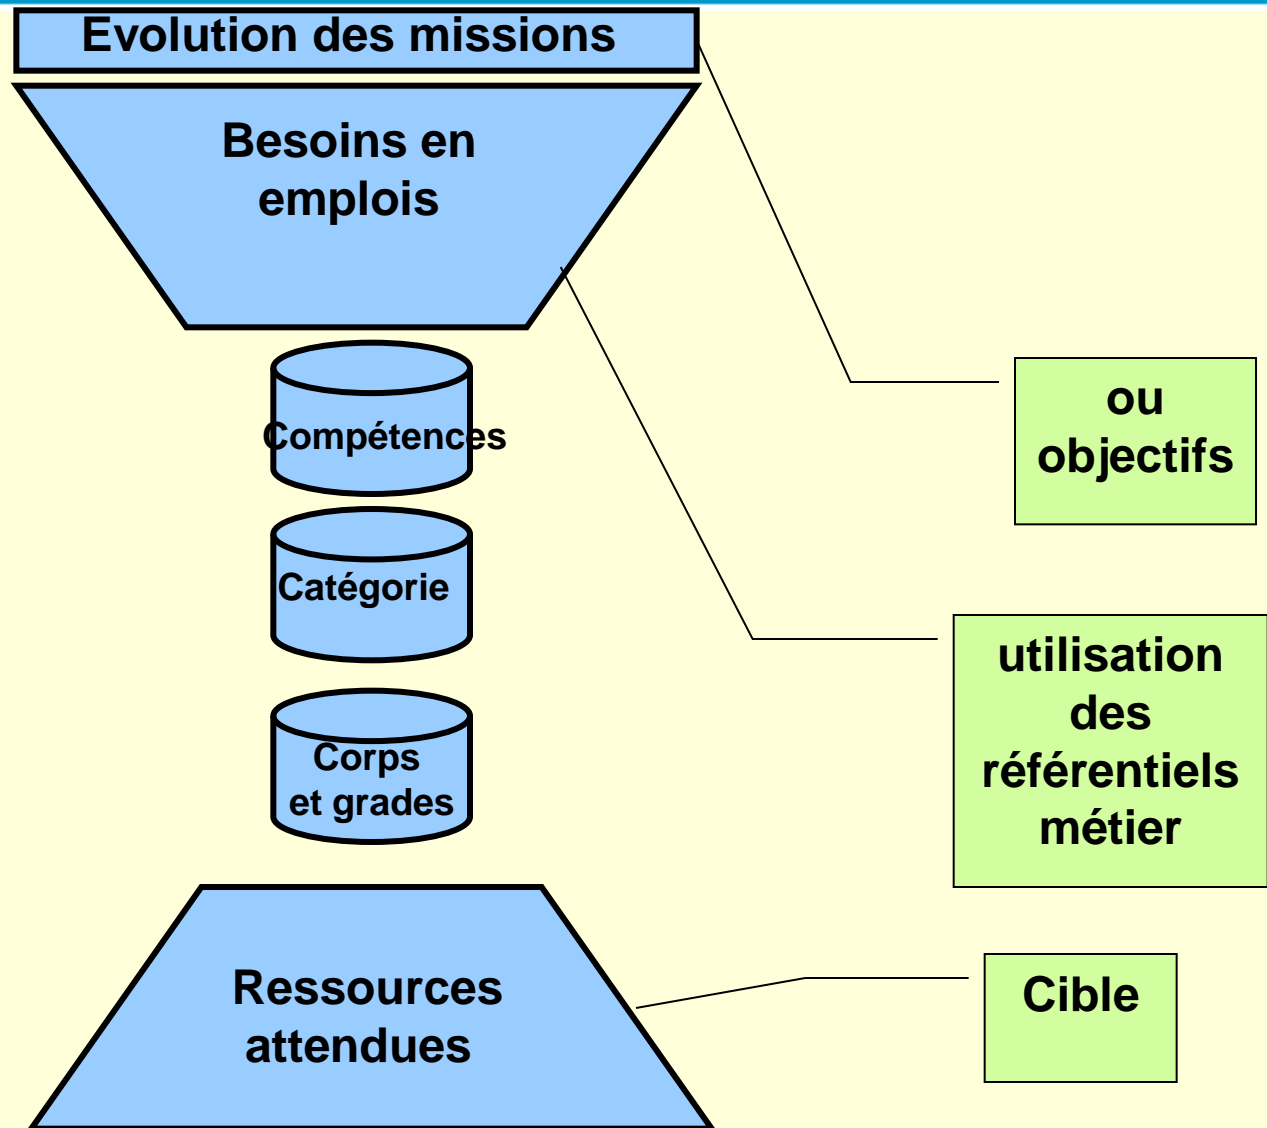 Evolution des missions
Besoins en
emplois
Compétences
Catégorie
Corps
et grades
Ressources
attendues
ou
objectifs
utilisation
des
référentiels
métier
Cible